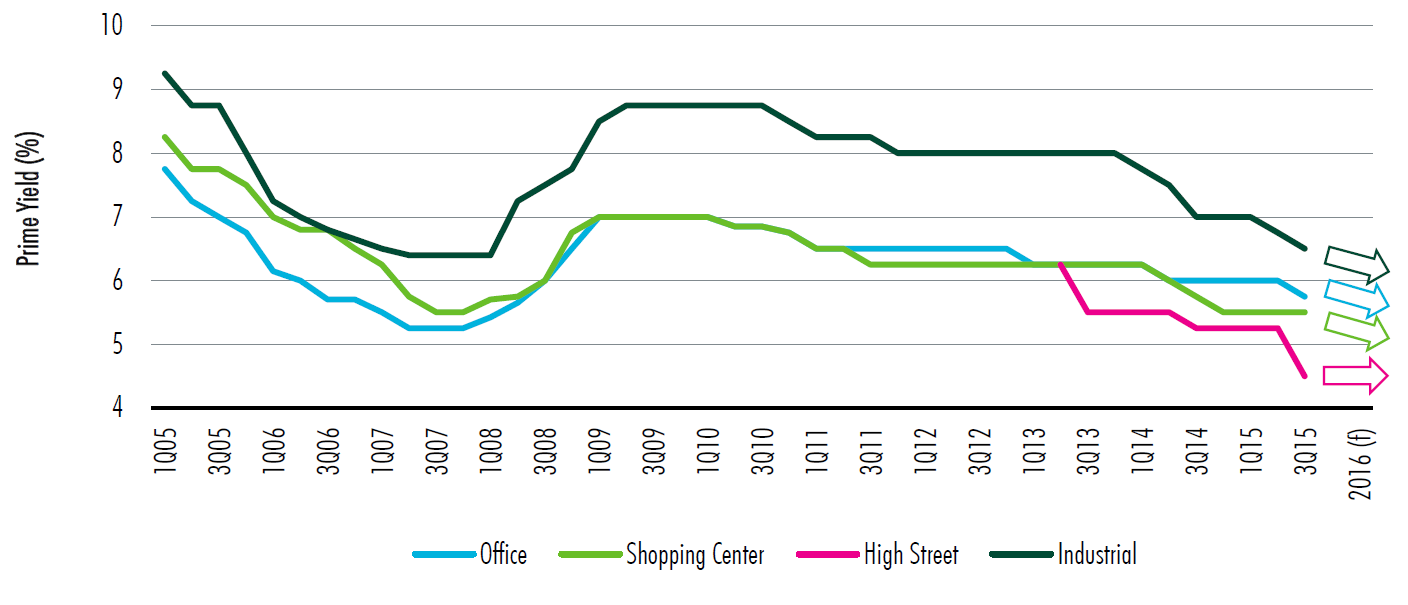 Prime Yield (%)
10
9
8
7
6
5
4
1Q05
3Q05
1Q06
3Q06
1Q07
3Q07
1Q08
3Q08
1Q09
3Q09
1Q10
3Q10
1Q11
3Q11
1Q12
3Q12
1Q13
3Q13
1Q14
3Q14
1Q15
3Q15
2016 (f)
Office
Shopping Center
High Street
Industrial